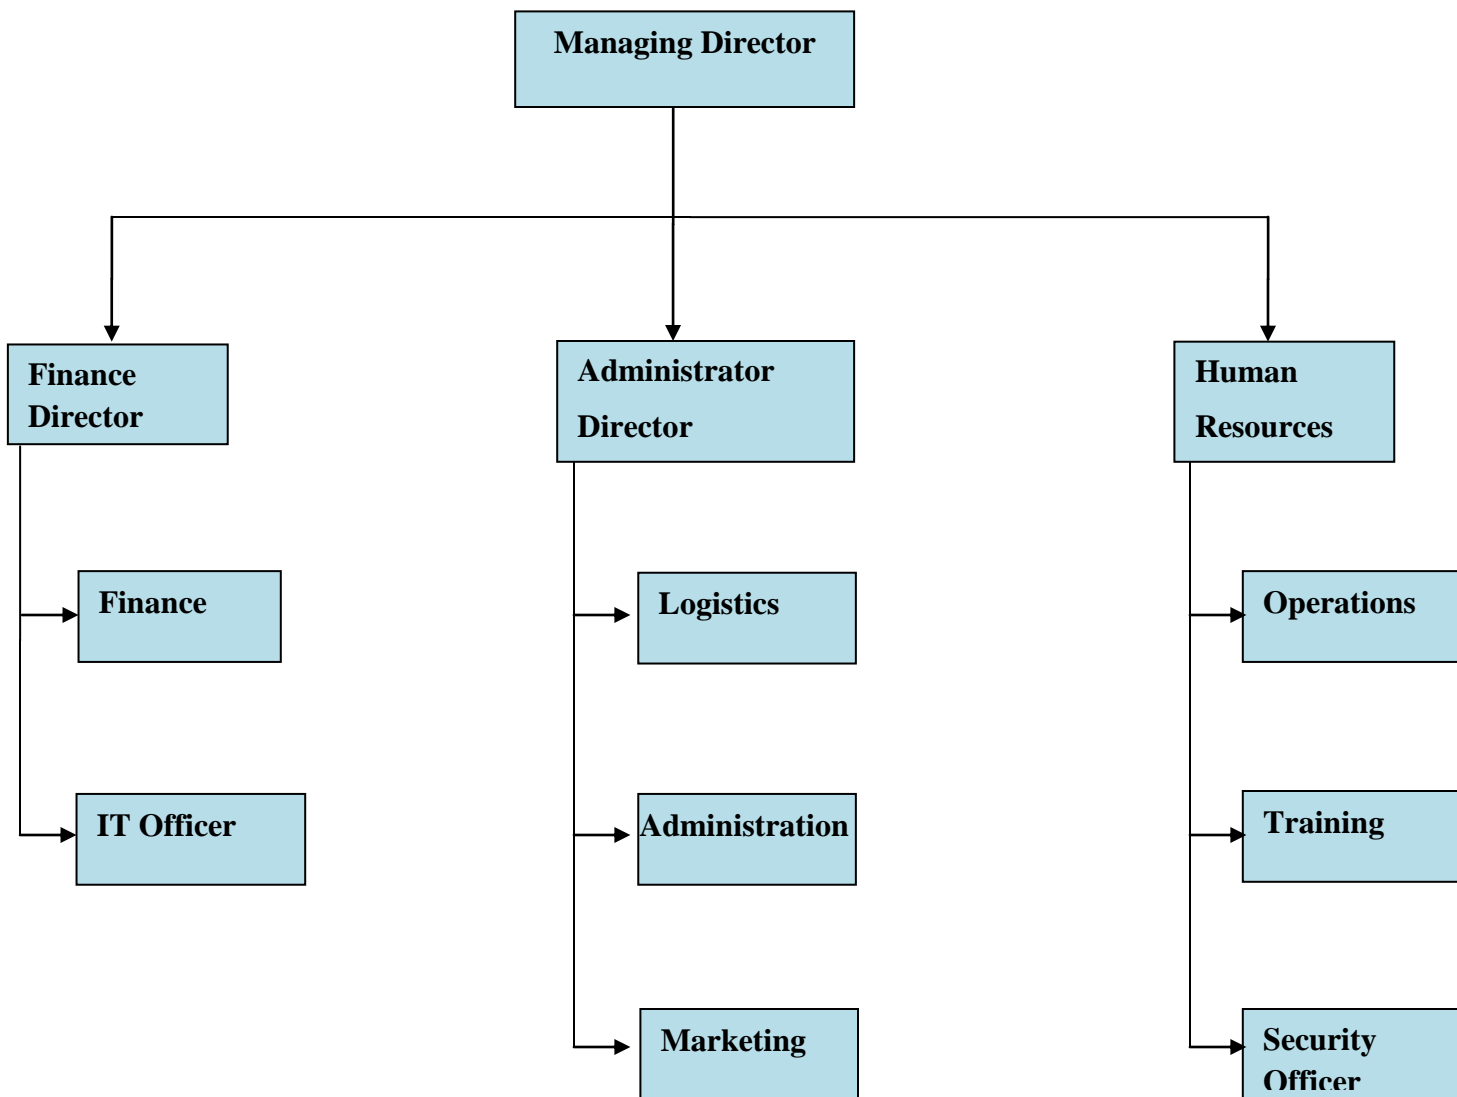 Managing Director
Finance
Director
Administrator
Director
Human
Resources
Finance
Logistics
Operations
IT Officer
Administration
Training
Marketing
Security
Officer